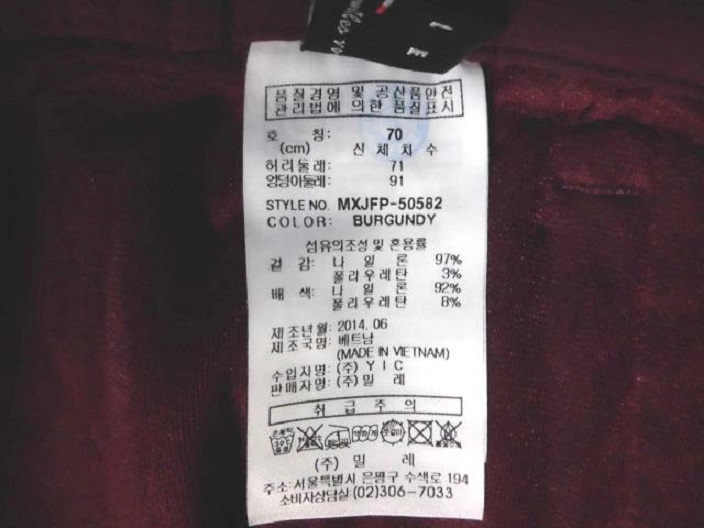 품질경영 및 공산품안전
관리법에 의한 품질표시
호 칭: 70
(cm) 신체치수
허리둘레: 71
엉덩이둘레: 91
STYLE NO. MXJFP-50582
COLOR: BURGUNDY
섬유의조성 및 혼용률
겉 감: 나 일 론 97%
폴리우레탄 3%
배 색: 나 일 론 92%
폴리우레탄 8%
제조년월: 2014. 06
제조국명: 베트남
(MADE IN VIETNAM)
수입자명: (주) Y I C
판매자명: (주) 밀 레
취 급 주 의
(주) 밀 레
주소:서울특별시 은평구 수색로 194
소비자상담실:(02)306-7033